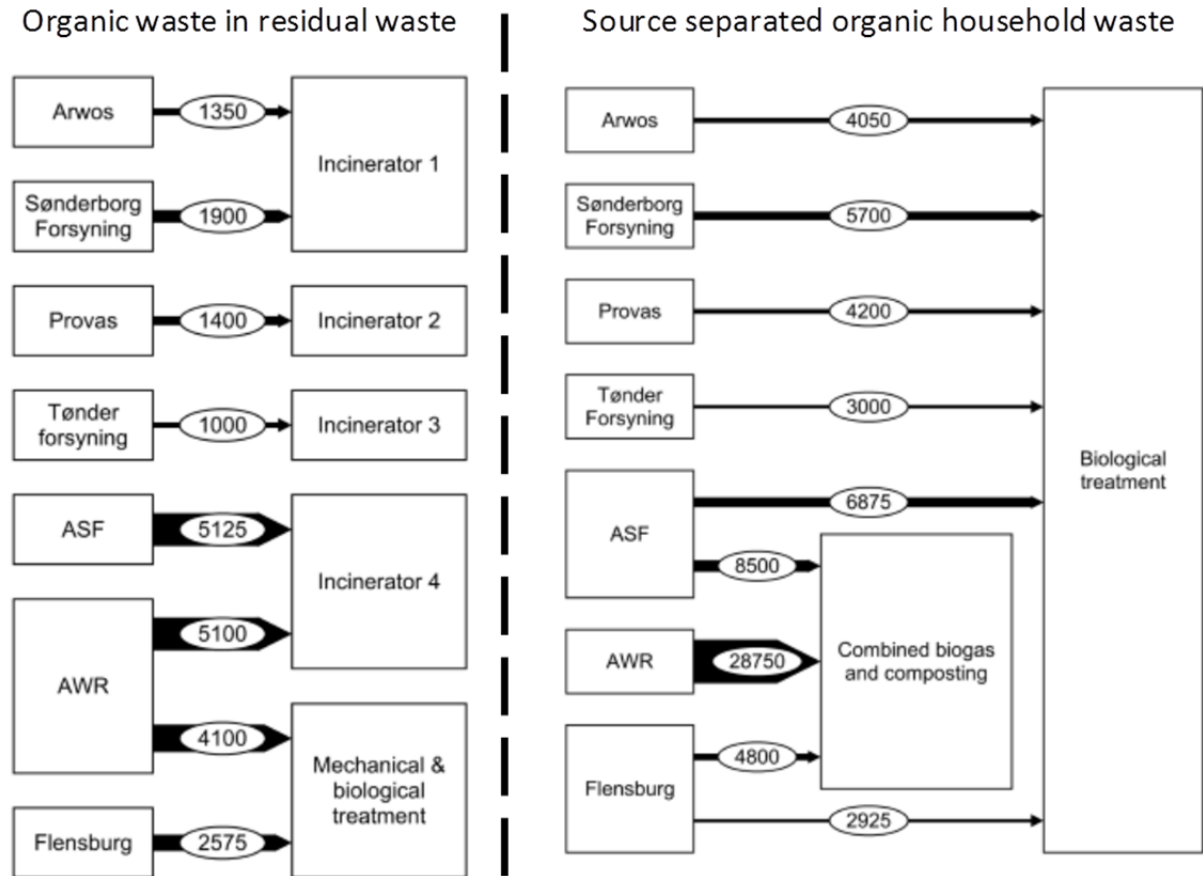 Organic waste in residual waste
Arwos
1350
Incinerator 1
Sønderborg
Forsyning
1900
Provas
1400
Incinerator 2
Tønder
forsyning
1000
Incinerator 3
ASF
5125
Incinerator 4
AWR
5100
4100
Mechanical &
biological
treatment
Flensburg
2575
Source separated organic household waste
Arwos
4050
Sønderborg
Forsyning
5700
Provas
4200
Tønder
Forsyning
3000
Biological
treatment
ASF
6875
8500
AWR
28750
Combined biogas
and composting
Flensburg
4800
2925